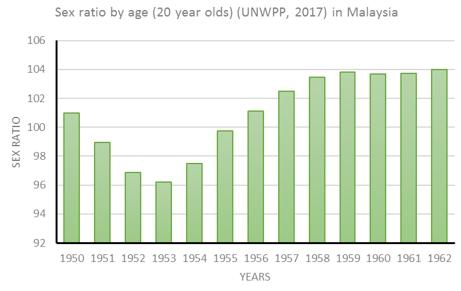 Sex ratio by age (20 year olds) (UNWPP, 2017) in Malaysia
106
104
102
100
98
96
94
92
SEX RATIO
1950 1951 1952 1953 1954 1955 1956 1957 1958 1959 1960 1961 1962
YEARS